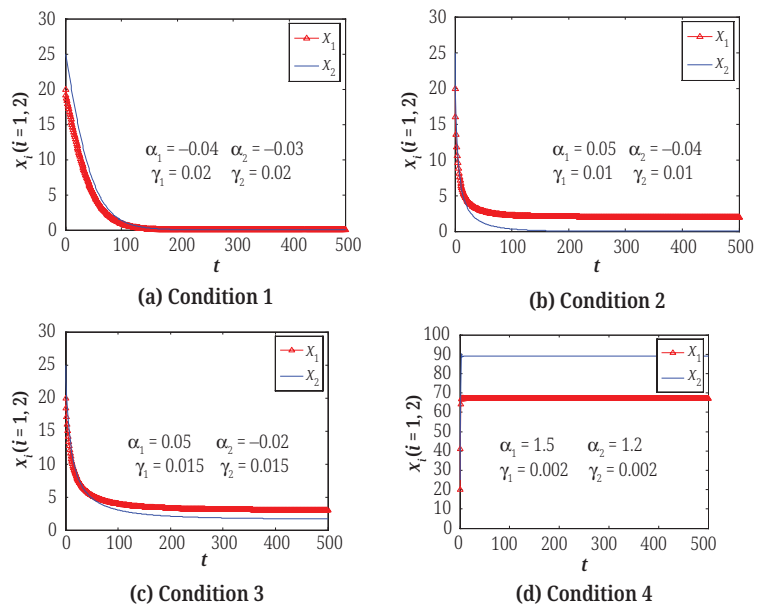 30
25
20
15
10
5
0
x_i(i = 1, 2)
X_1
X_2
α_1 = −0.04 α_2 = −0.03
γ_1 = 0.02 γ_2 = 0.02
0 100 200 300 400 500
t
(a) Condition 1
30
25
20
15
10
5
0
x_i(i = 1, 2)
X_1
X_2
α_1 = 0.05 α_2 = −0.04
γ_1 = 0.01 γ_2 = 0.01
0 100 200 300 400 500
t
(b) Condition 2
30
25
20
15
10
5
0
x_i(i = 1, 2)
X_1
X_2
α_1 = 0.05 α_2 = −0.02
γ_1 = 0.015 γ_2 = 0.015
0 100 200 300 400 500
t
(c) Condition 3
100
90
80
70
60
50
40
30
20
10
0
x_i(i = 1, 2)
X_1
X_2
α_1 = 1.5 α_2 = 1.2
γ_1 = 0.002 γ_2 = 0.002
0 100 200 300 400 500
t
(d) Condition 4